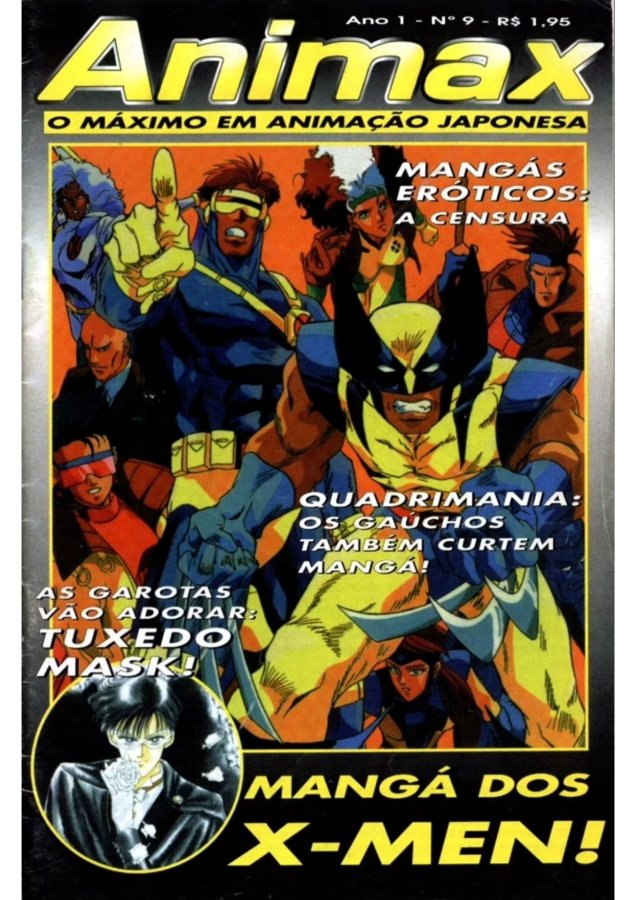 Ano 1 - Nº 9 - R$ 1,95
Animax
O MÁXIMO EM ANIMAÇÃO JAPONESA
MANGÁS
ERÓTICOS:
A CENSURA
QUADRIMANIA:
OS GAÚCHOS
TAMBÉM CURTEM
MANGÁ!
AS GAROTAS
VÃO ADORAR:
TUXEDO
MASK!
MANGÁ DOS
X-MEN!